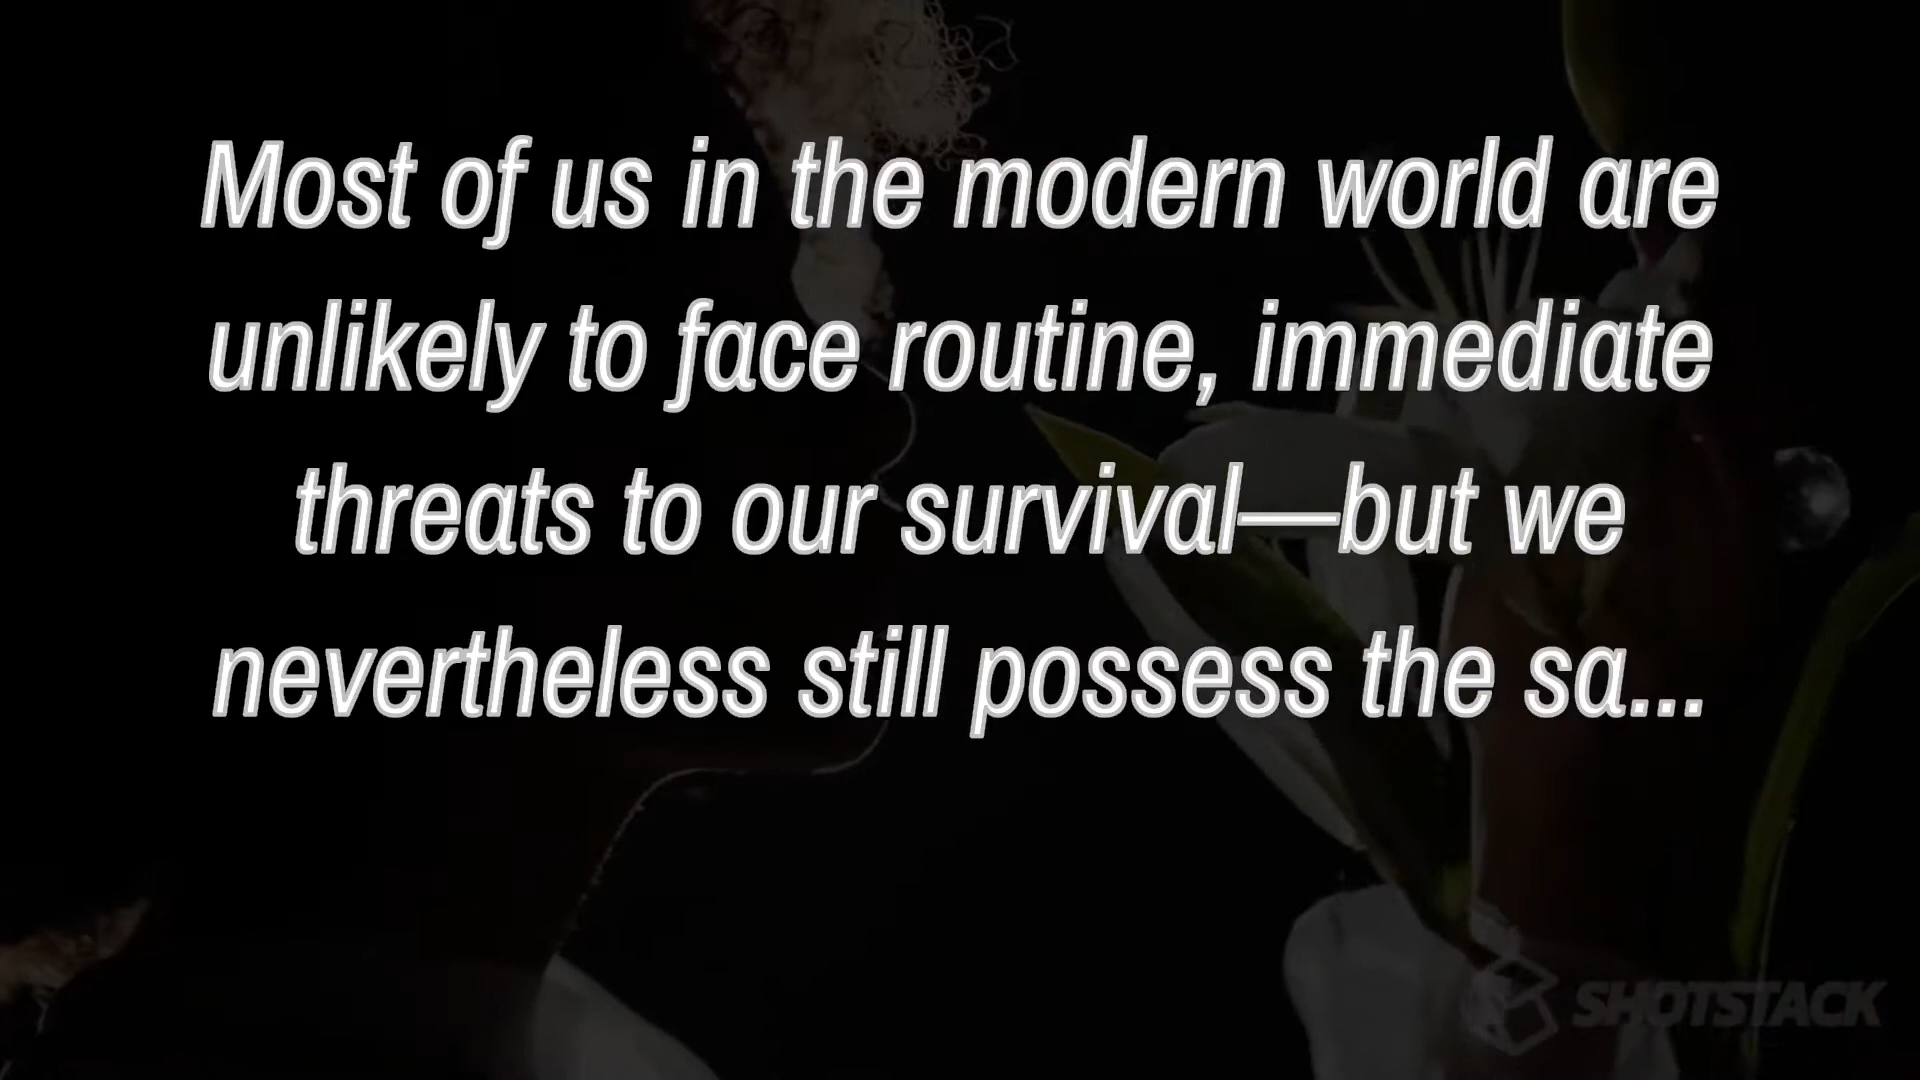 Most of us in the modern world are
unlikely to face routine, immediate
threats to our survival—but we
nevertheless still possess the sa...
SHOTSTACK